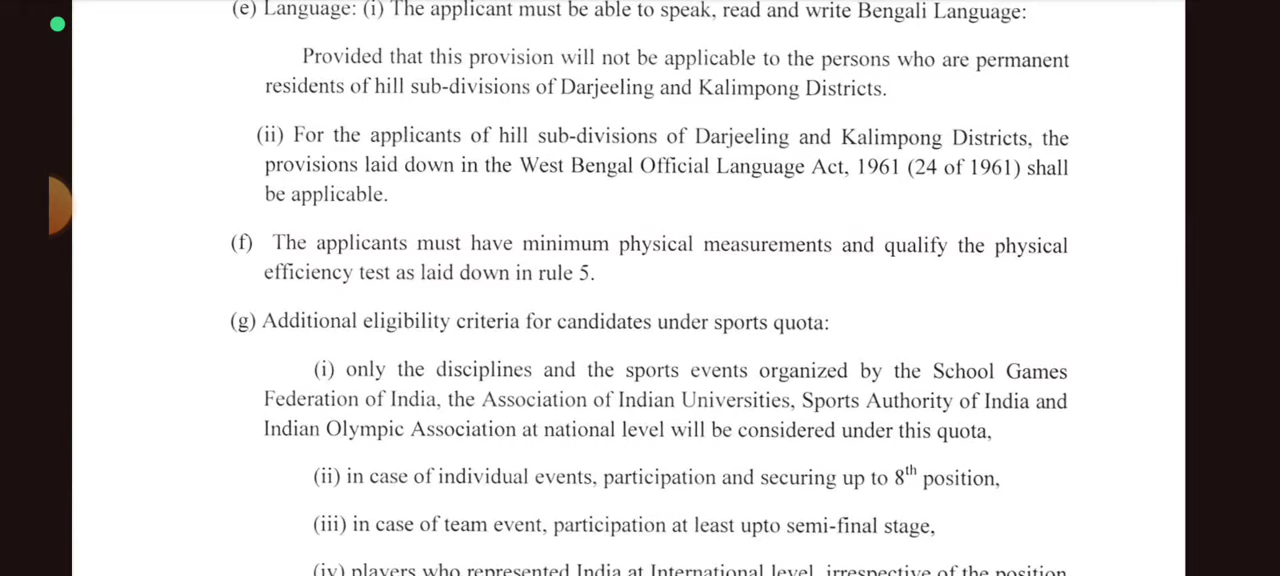 (e) Language: (i) The applicant must be able to speak, read and write Bengali Language:
Provided that this provision will not be applicable to the persons who are permanent
residents of hill sub-divisions of Darjeeling and Kalimpong Districts.
(ii) For the applicants of hill sub-divisions of Darjeeling and Kalimpong Districts, the
provisions laid down in the West Bengal Official Language Act, 1961 (24 of 1961) shall
be applicable.
(f) The applicants must have minimum physical measurements and qualify the physical
efficiency test as laid down in rule 5.
(g) Additional eligibility criteria for candidates under sports quota:
(i) only the disciplines and the sports events organized by the School Games
Federation of India, the Association of Indian Universities, Sports Authority of India and
Indian Olympic Association at national level will be considered under this quota,
(ii) in case of individual events, participation and securing up to 8th position,
(iii) in case of team event, participation at least upto semi-final stage,
(iv) players who represented India at International level, irrespective of the position